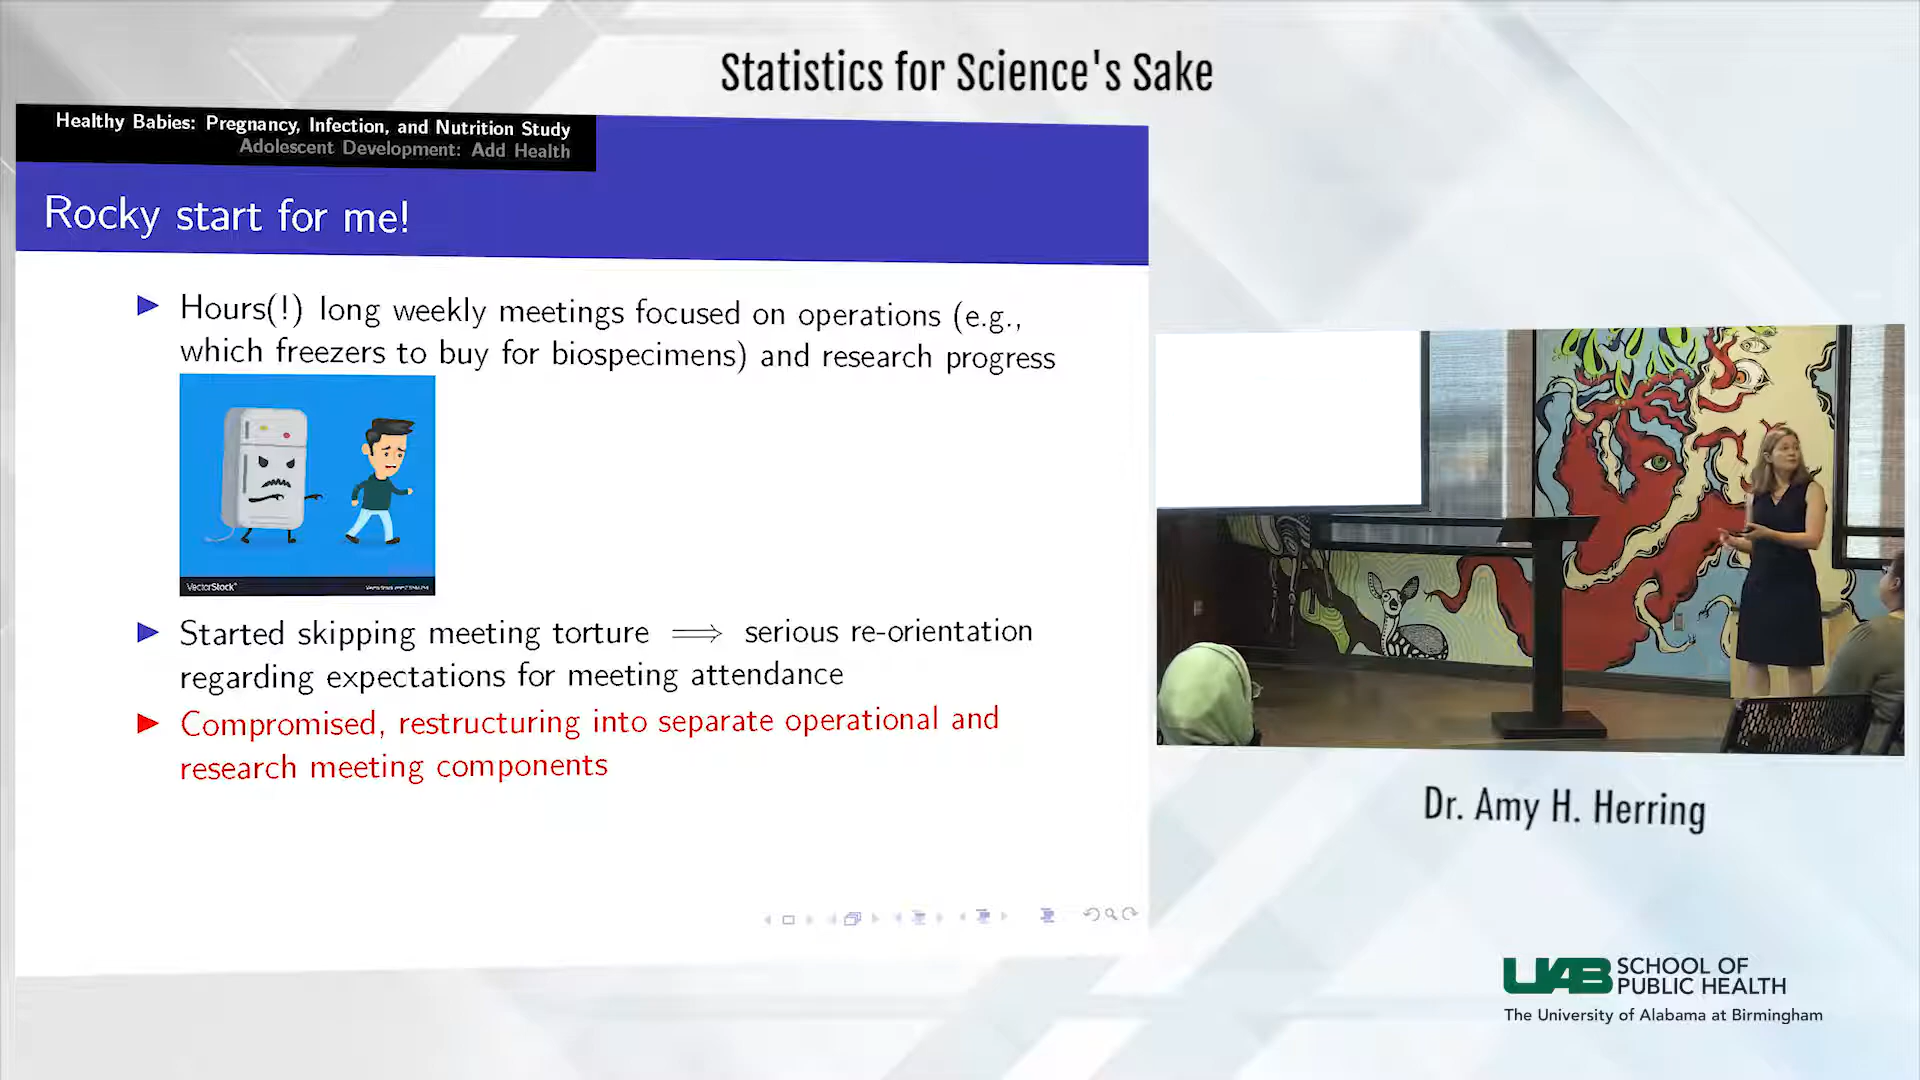 Statistics for Science's Sake
Healthy Babies: Pregnancy, Infection, and Nutrition Study
Adolescent Development: Add Health
Rocky start for me!
Hours(!) long weekly meetings focused on operations (e.g.,
which freezers to buy for biospecimens) and research progress
VectorStock
Started skipping meeting torture ⟹ serious re-orientation
regarding expectations for meeting attendance
Compromised, restructuring into separate operational and
research meeting components
Dr. Amy H. Herring
UAB SCHOOL OF
PUBLIC HEALTH
The University of Alabama at Birmingham